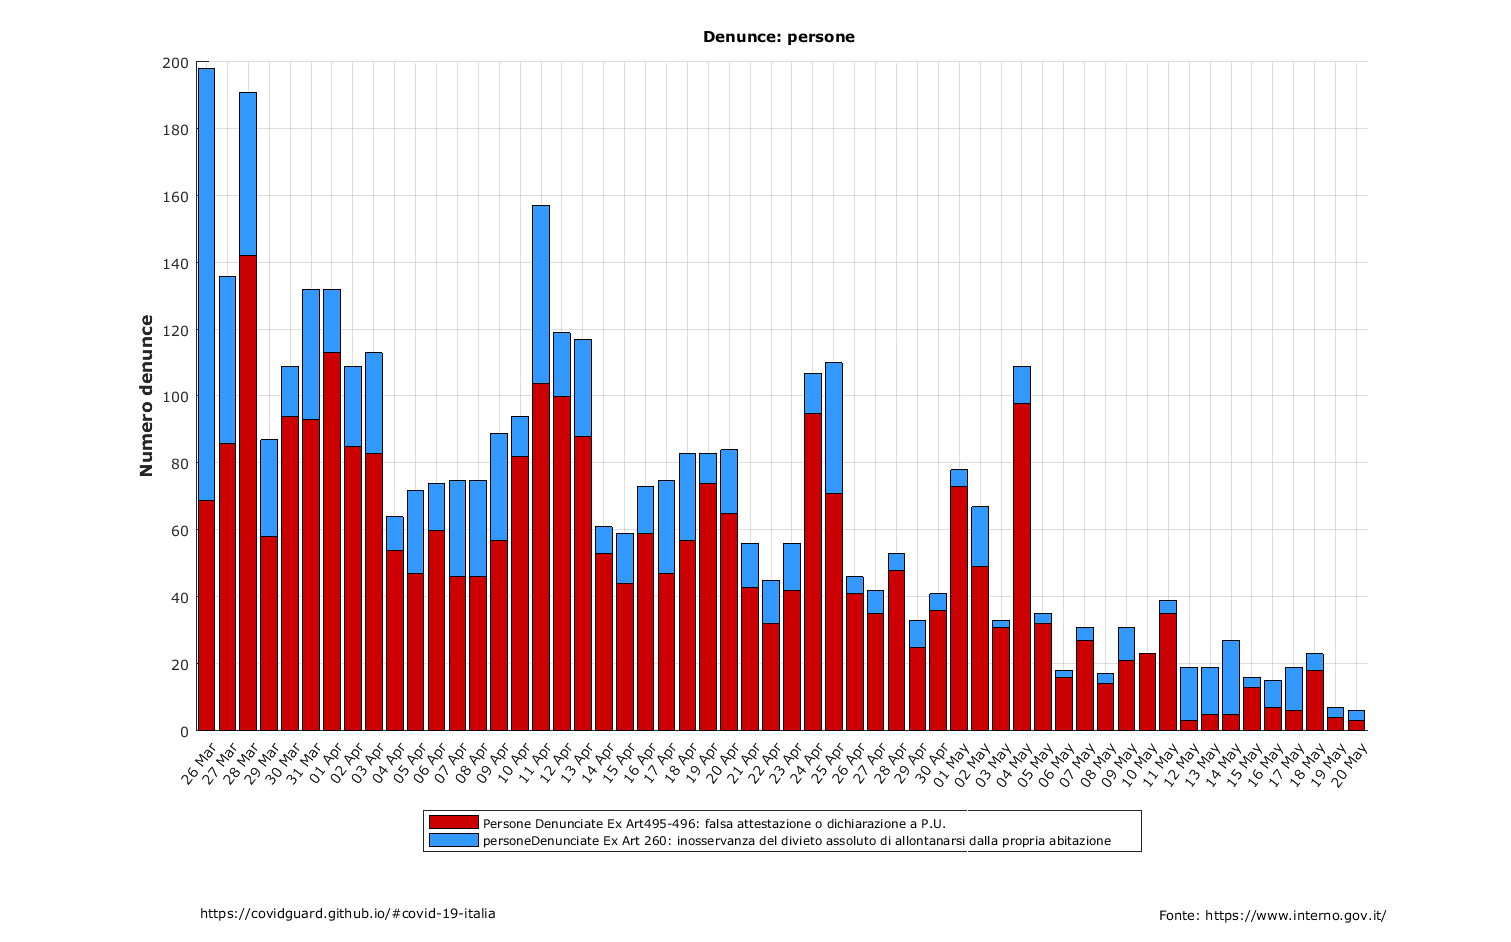 Denunce: persone
Numero denunce
200
180
160
140
120
100
80
60
40
20
0
26 Mar
27 Mar
28 Mar
29 Mar
30 Mar
31 Mar
01 Apr
02 Apr
03 Apr
04 Apr
05 Apr
06 Apr
07 Apr
08 Apr
09 Apr
10 Apr
11 Apr
12 Apr
13 Apr
14 Apr
15 Apr
16 Apr
17 Apr
18 Apr
19 Apr
20 Apr
21 Apr
22 Apr
23 Apr
24 Apr
25 Apr
26 Apr
27 Apr
28 Apr
29 Apr
30 Apr
01 May
02 May
03 May
04 May
05 May
06 May
07 May
08 May
09 May
10 May
11 May
12 May
13 May
14 May
15 May
16 May
17 May
18 May
19 May
20 May
Persone Denunciate Ex Art495-496: falsa attestazione o dichiarazione a P.U.
personeDenunciate Ex Art 260: inosservanza del divieto assoluto di allontanarsi dalla propria abitazione
https://covidguard.github.io/#covid-19-italia
Fonte: https://www.interno.gov.it/